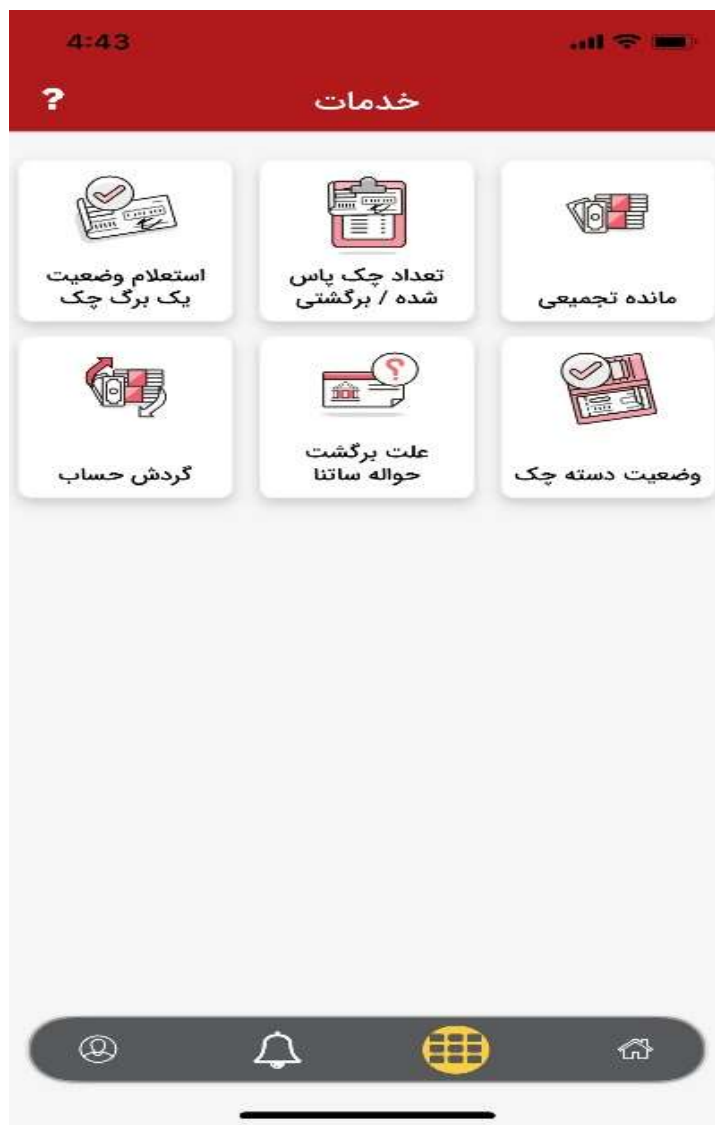 4:43
خدمات
?
مانده تجمیعی
تعداد چک پاس
شده / برگشتی
استعلام وضعیت
یک برگ چک
وضعیت دسته چک
علت برگشت
حواله ساتنا
گردش حساب